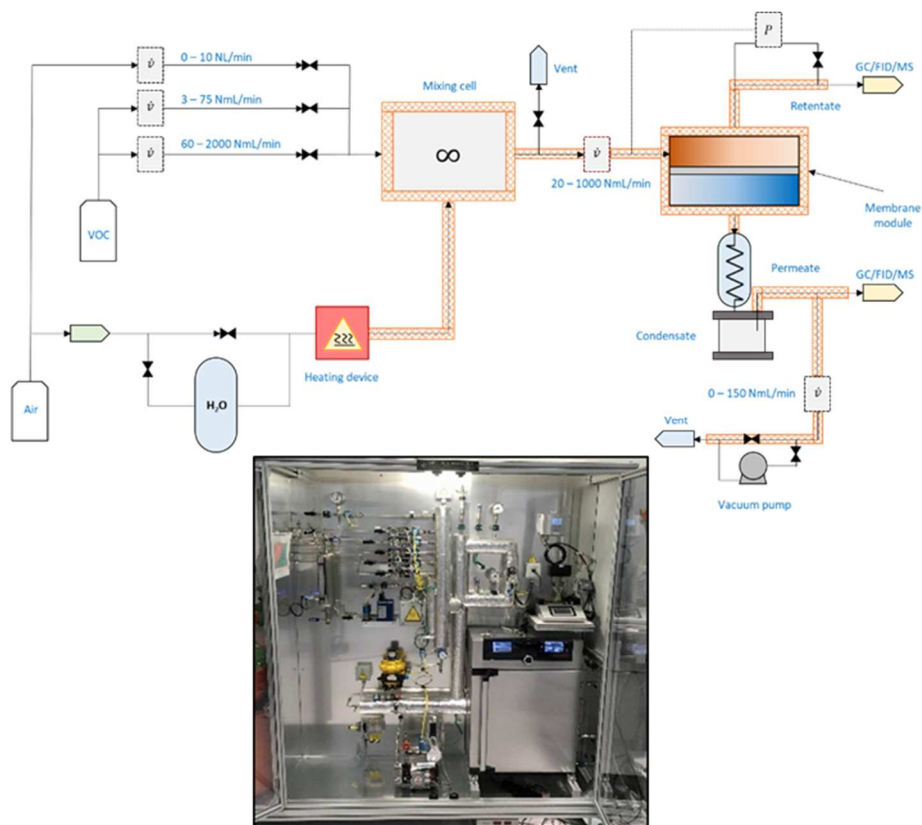 P
V̇
0 – 10 NL/min
GC/FID/MS
Vent
Mixing cell
Retentate
V̇
3 – 75 NmL/min
V̇
60 – 2000 NmL/min
∞
V̇
20 – 1000 NmL/min
Membrane
module
VOC
Permeate
GC/FID/MS
Condensate
Heating device
0 – 150 NmL/min
V̇
Air
H₂O
Vent
Vacuum pump